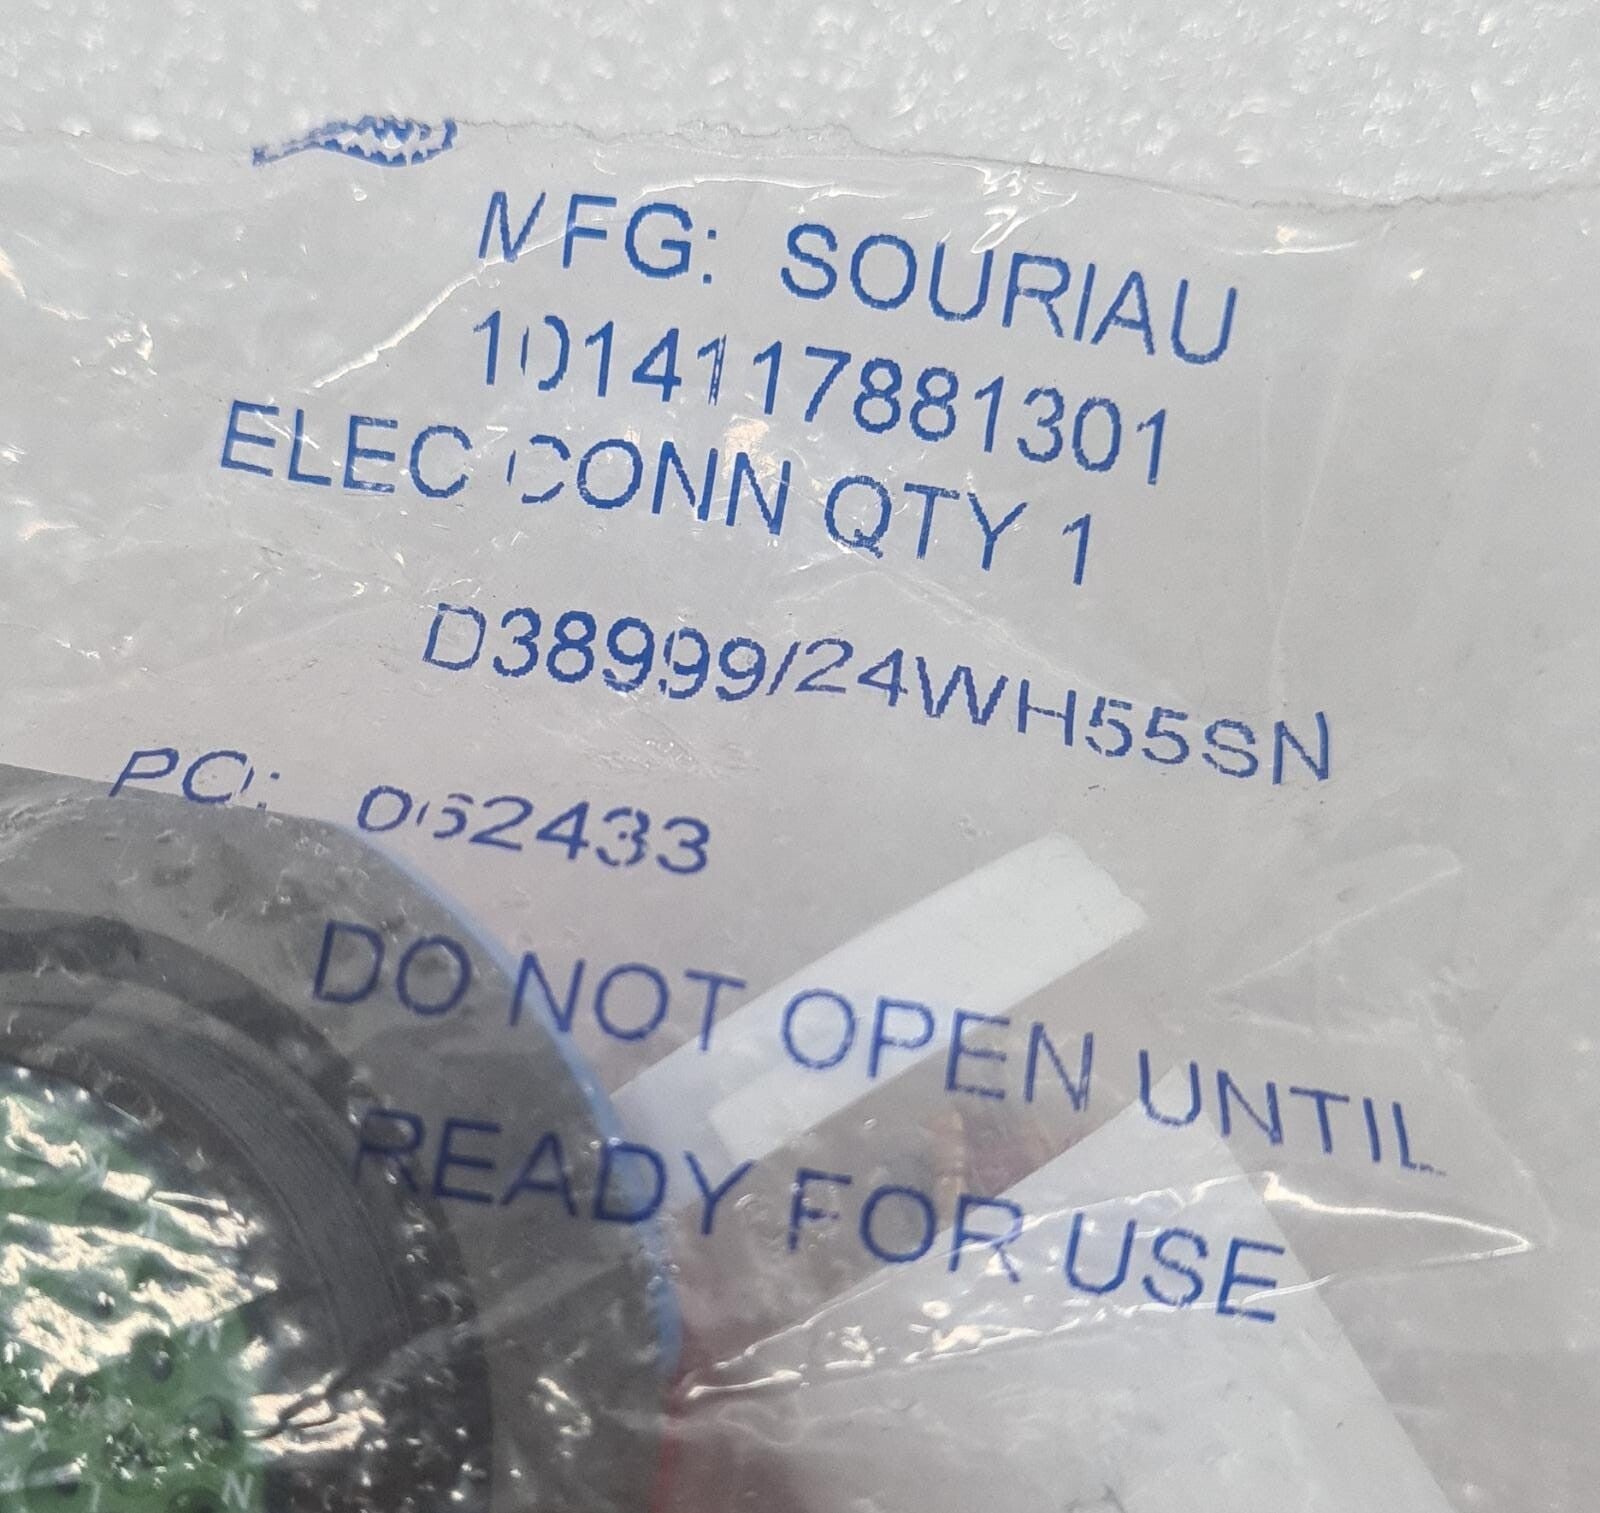 MFG: SOURIAU
1014117881301
ELEC CONN QTY 1
D38999/24WH55SN
PO: 062433
DO NOT OPEN UNTIL
READY FOR USE
N